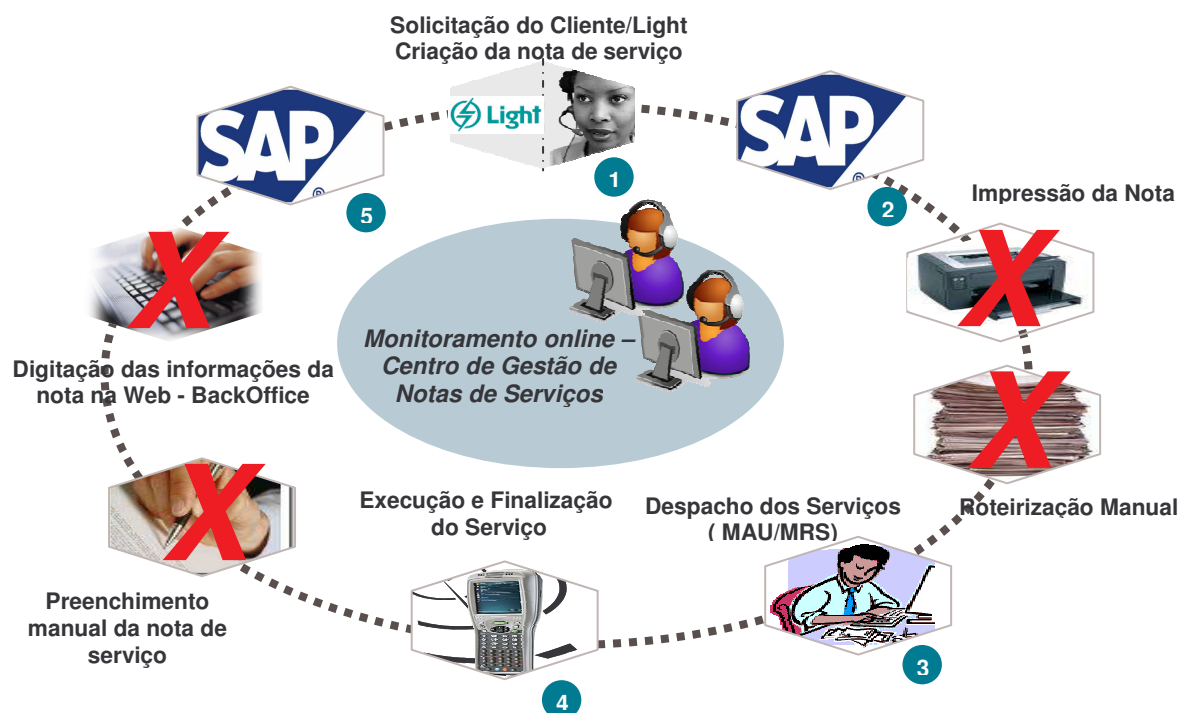 Solicitação do Cliente/Light
Criação da nota de serviço
SAP
®
Light
SAP
®
1
5
2
Impressão da Nota
X
X
Monitoramento online –
Centro de Gestão de
Notas de Serviços
Digitação das informações da
nota na Web - BackOffice
X
X
Execução e Finalização
do Serviço
Despacho dos Serviços
( MAU/MRS)
Roteirização Manual
Preenchimento
manual da nota de
serviço
3
4